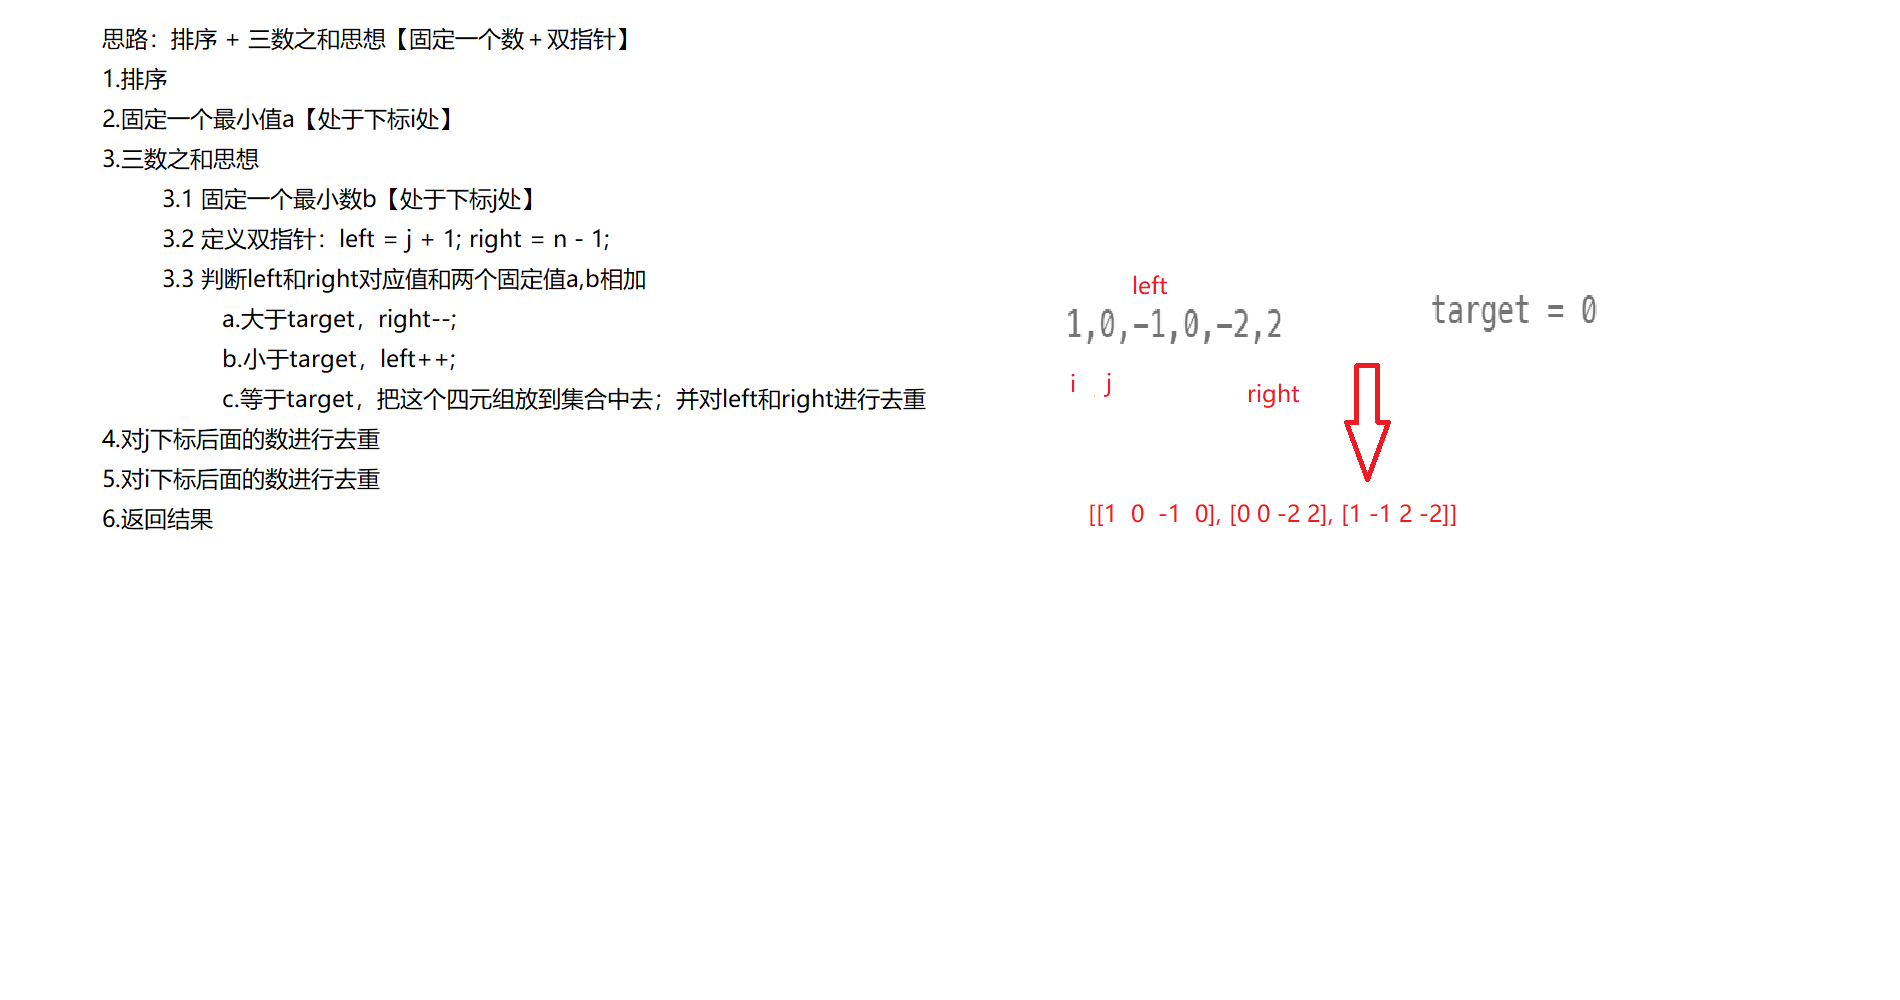 思路：排序 + 三数之和思想【固定一个数＋双指针】
1.排序
2.固定一个最小值a【处于下标i处】
3.三数之和思想
3.1 固定一个最小数b【处于下标j处】
3.2 定义双指针：left = j + 1; right = n - 1;
3.3 判断left和right对应值和两个固定值a,b相加
a.大于target，right--;
b.小于target，left++;
c.等于target，把这个四元组放到集合中去；并对left和right进行去重
4.对j下标后面的数进行去重
5.对i下标后面的数进行去重
6.返回结果
left
1,0,-1,0,-2,2
target = 0
i j
right
[[1 0 -1 0], [0 0 -2 2], [1 -1 2 -2]]